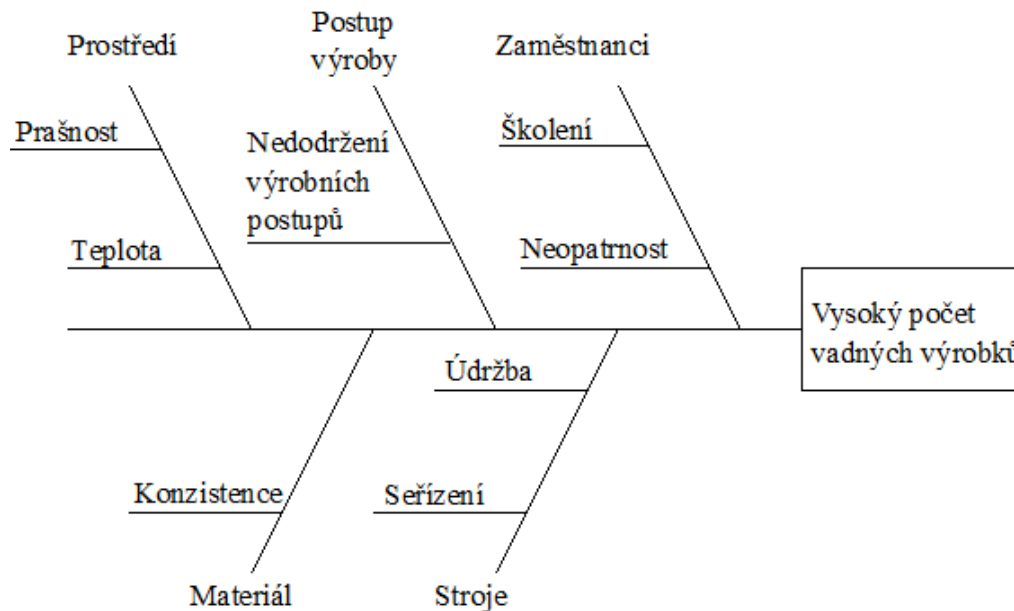 Prostředí
Postup
výroby
Zaměstnanci
Prašnost
Nedodržení
výrobních
postupů
Školení
Teplota
Neopatrnost
Vysoký počet
vadných výrobků
Údržba
Konzistence
Seřízení
Materiál
Stroje